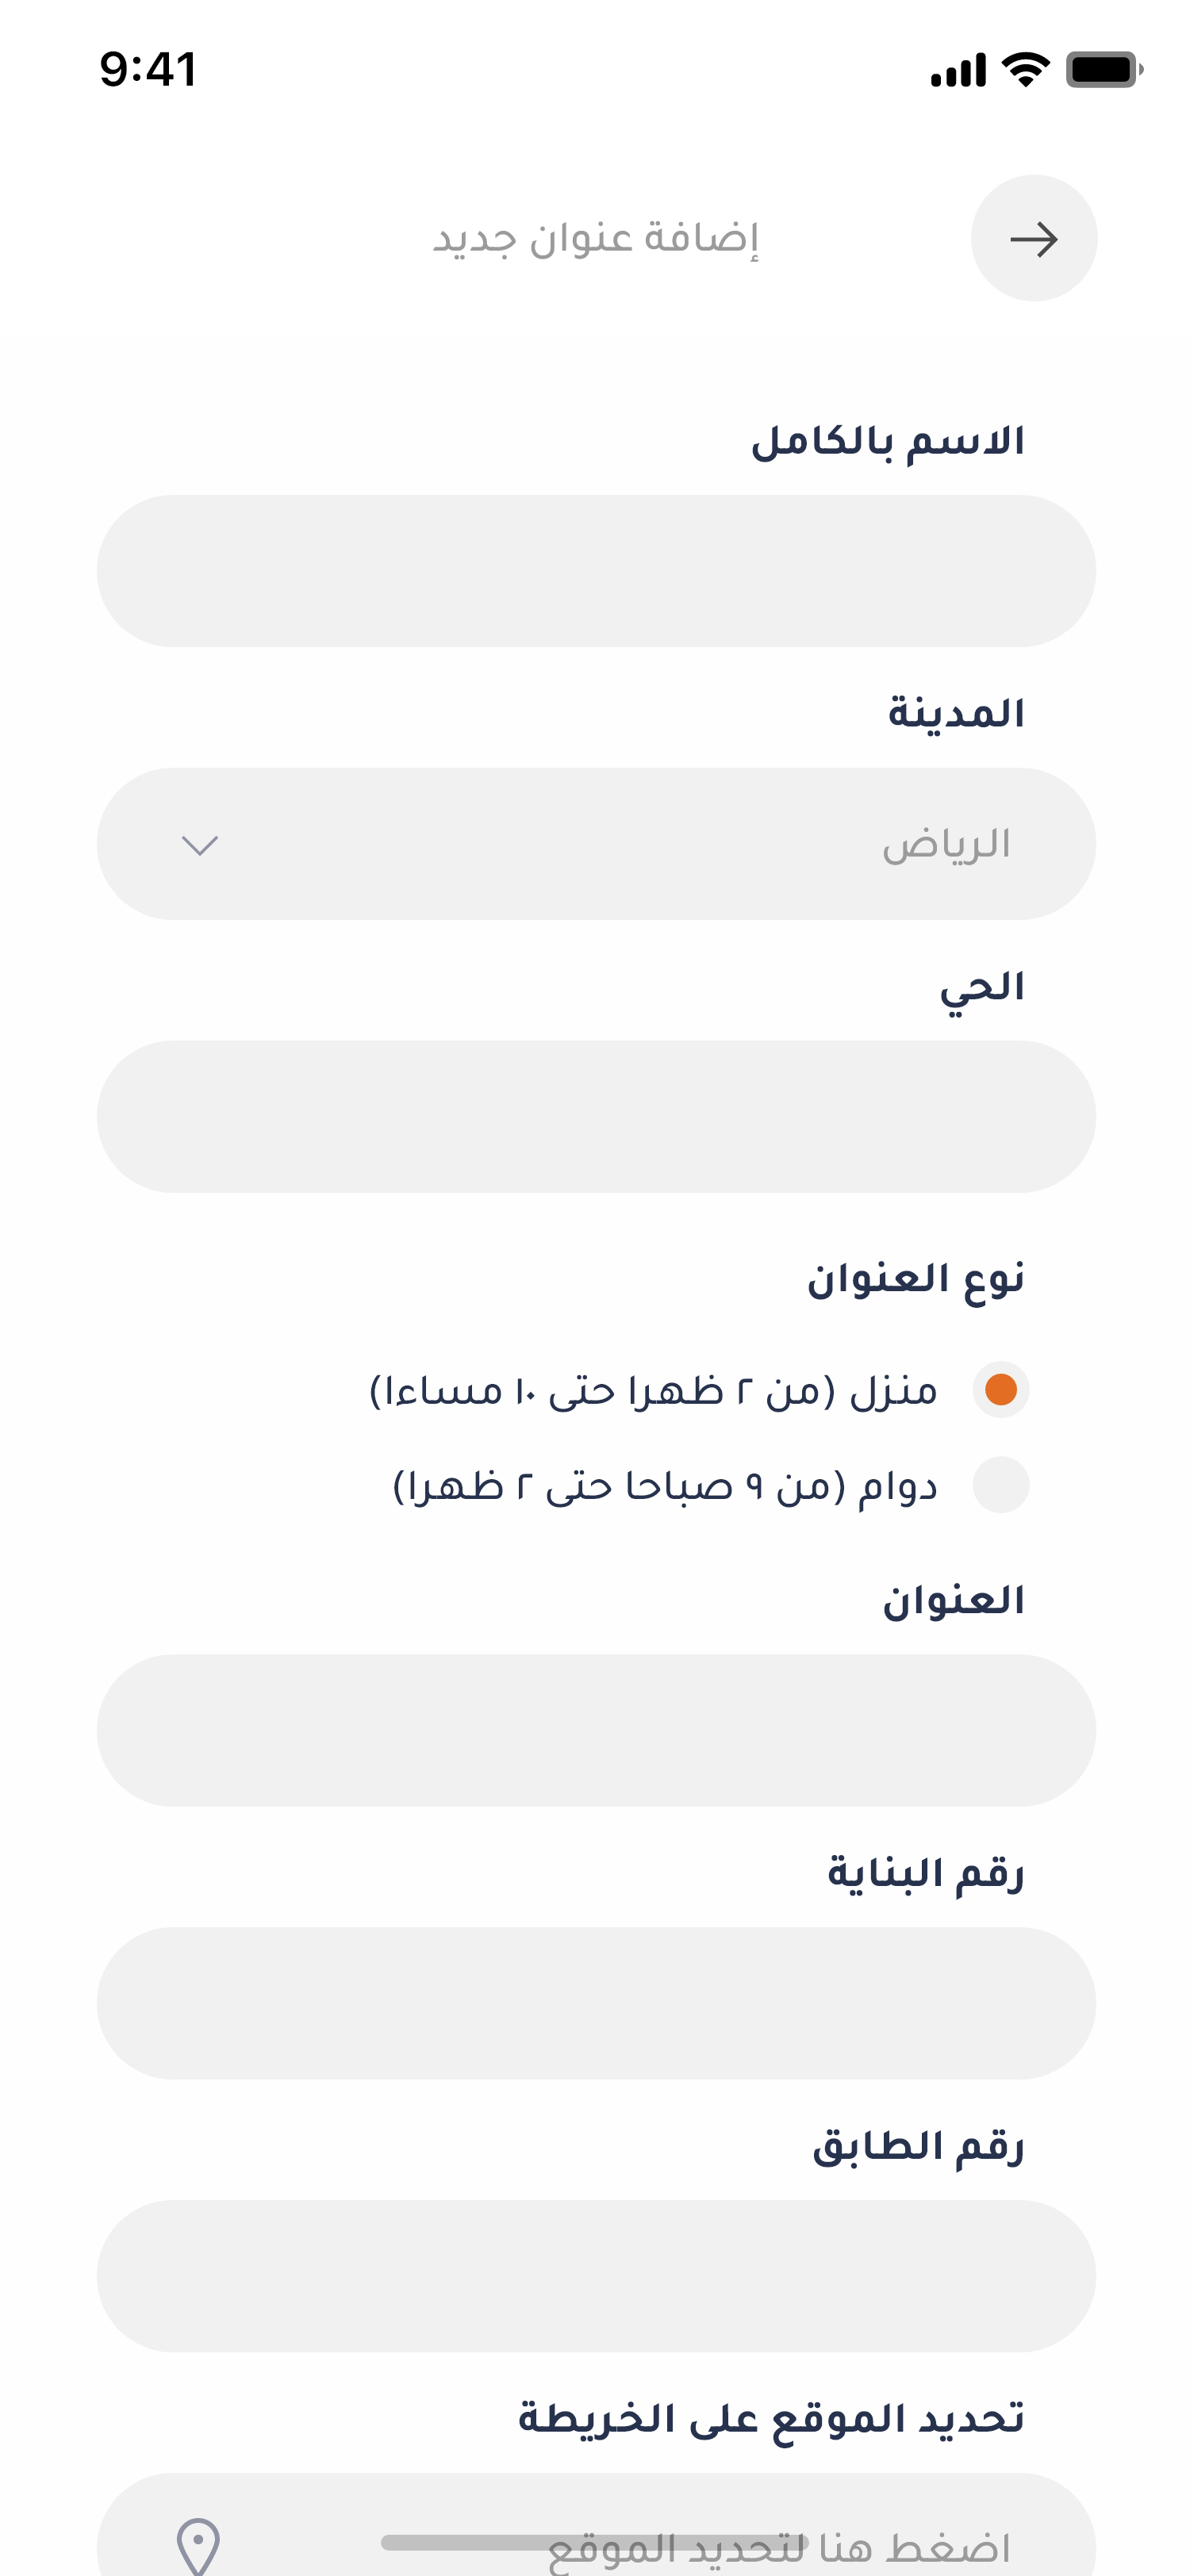 9:41
إضافة عنوان جديد
الاسم بالكامل
المدينة
الرياض
الحي
نوع العنوان
منزل (من ٢ ظهرا حتى ١٠ مساءا)
دوام (من ٩ صباحا حتى ٢ ظهرا)
العنوان
رقم البناية
رقم الطابق
تحديد الموقع على الخريطة
اضغط هنا لتحديد الموقع